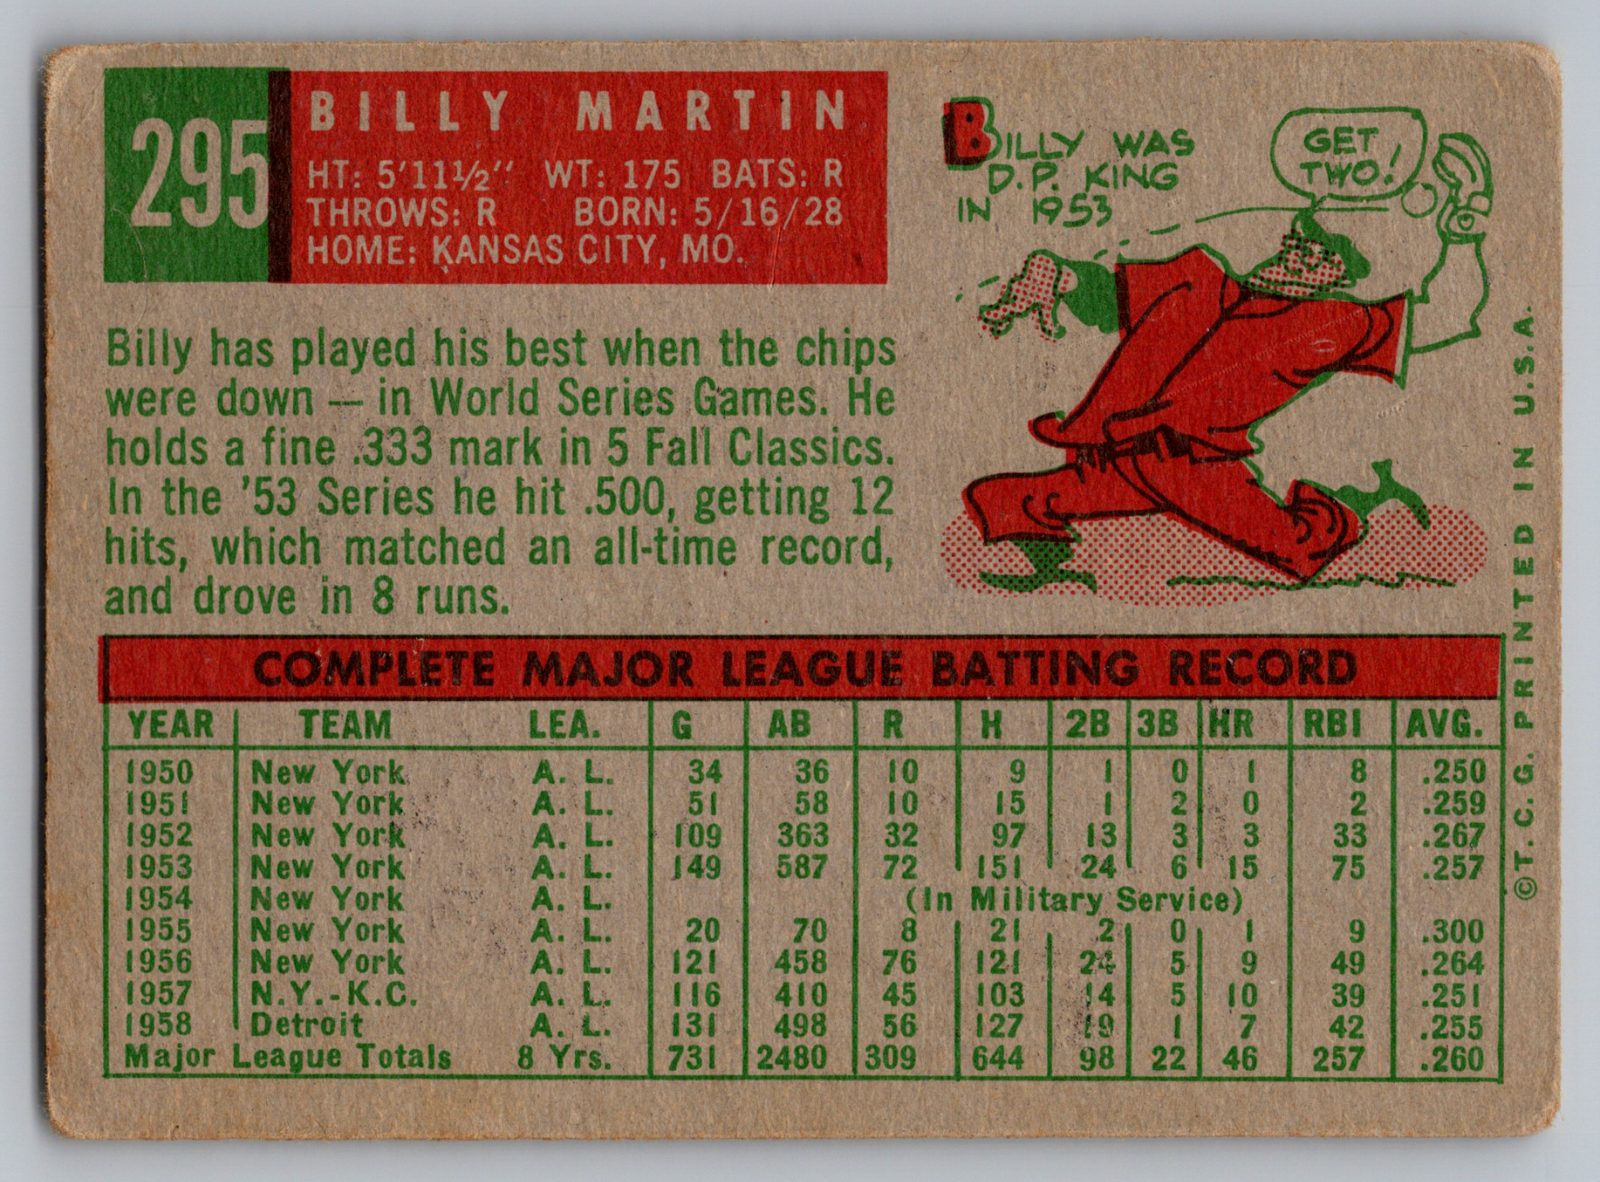 295
BILLY MARTIN
HT: 5'11½" WT: 175 BATS: R
THROWS: R BORN: 5/16/28
HOME: KANSAS CITY, MO.
BILLY WAS
D.P. KING
IN 1953
GET
TWO!
Billy has played his best when the chips
were down — in World Series Games. He
holds a fine .333 mark in 5 Fall Classics.
In the '53 Series he hit .500, getting 12
hits, which matched an all-time record,
and drove in 8 runs.
COMPLETE MAJOR LEAGUE BATTING RECORD
YEAR TEAM LEA. G AB R H 2B 3B HR RBI AVG.
1950 New York A. L. 34 36 10 9 1 0 1 8 .250
1951 New York A. L. 51 58 10 15 1 2 0 2 .259
1952 New York A. L. 109 363 32 97 13 3 3 33 .267
1953 New York A. L. 149 587 72 151 24 6 15 75 .257
1954 New York A. L. (In Military Service)
1955 New York A. L. 20 70 8 21 2 0 1 9 .300
1956 New York A. L. 121 458 76 121 24 5 9 49 .264
1957 N.Y.-K.C. A. L. 116 410 45 103 14 5 10 39 .251
1958 Detroit A. L. 131 498 56 127 19 1 7 42 .255
Major League Totals 8 Yrs. 731 2480 309 644 98 22 46 257 .260
©T.C.G. PRINTED IN U.S.A.